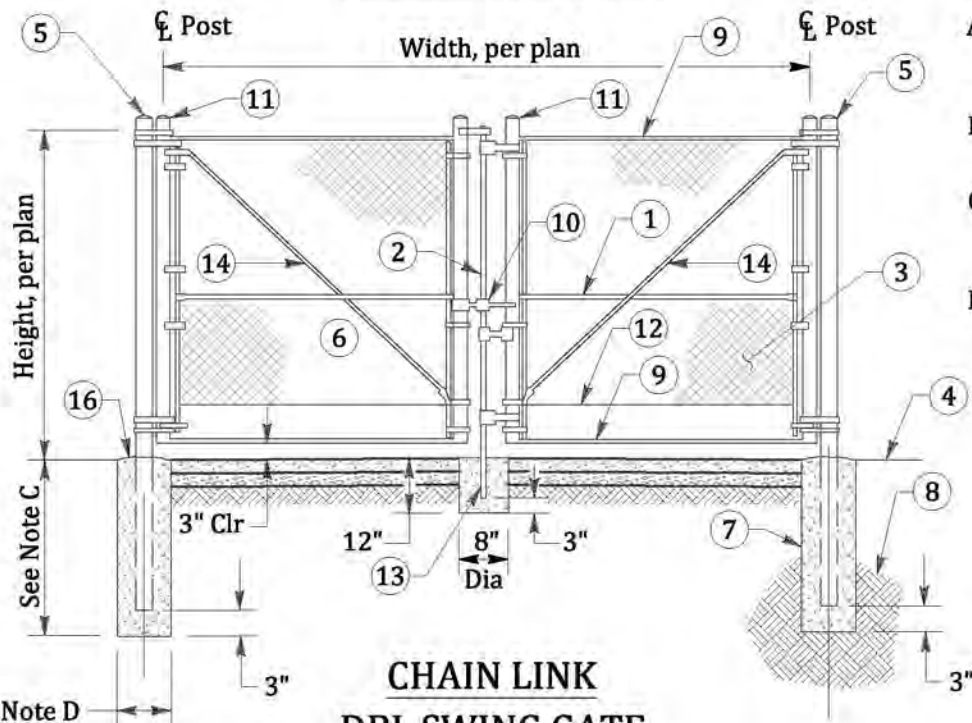 ℄ Post
℄ Post
5
Width, per plan
9
5
11
11
Height, per plan
10
1
2
14
14
3
6
12
9
16
4
3" Clr
8
See Note C
12"
8"
Dia
3"
7
13
3"
3"
CHAIN LINK
Note D
DBL SWING GATE